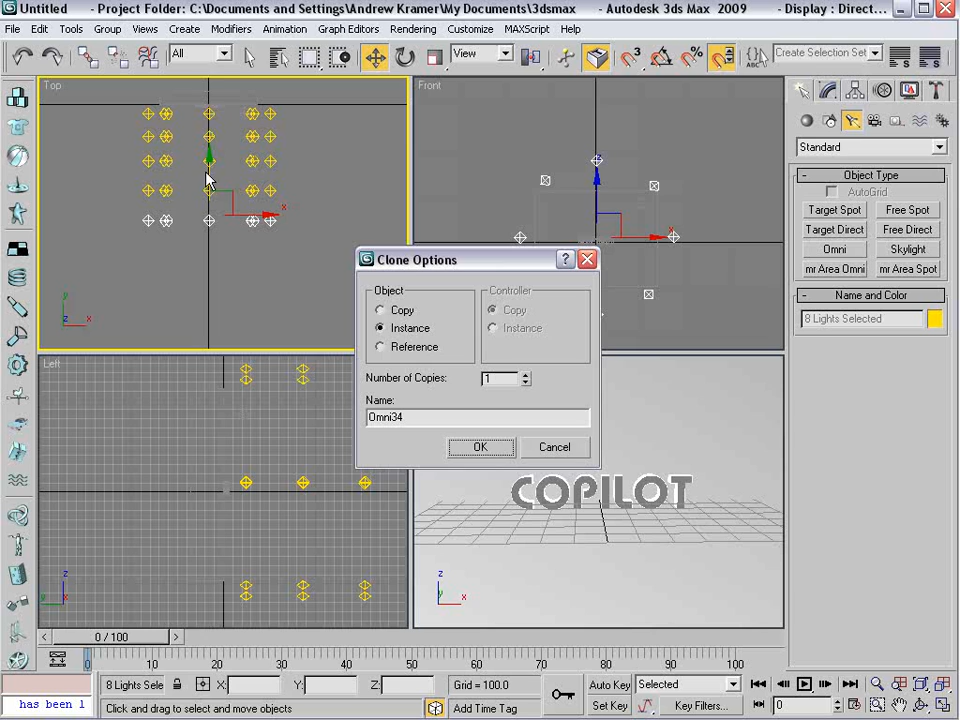 Untitled - Project Folder: C:\Documents and Settings\Andrew Kramer\My Documents\3dsmax - Autodesk 3ds Max 2009 - Display : Direct...
File Edit Tools Group Views Create Modifiers Animation Graph Editors Rendering Customize MAXScript Help
All View Create Selection Set
Top
Front
Standard
- Object Type
AutoGrid
Target Spot Free Spot
Target Direct Free Direct
Omni Skylight
mr Area Omni mr Area Spot
- Name and Color
8 Lights Selected
Clone Options
Object
Copy
Instance
Reference
Controller
Copy
Instance
Number of Copies: 1
Name:
Omni34
OK Cancel
Left
COPILOT
0 / 100
0 10 20 30 40 50 60 70 80 90 100
8 Lights Sele X: Y: Z: Grid = 100.0 Auto Key Selected
has been l Click and drag to select and move objects Add Time Tag Set Key Key Filters... 0